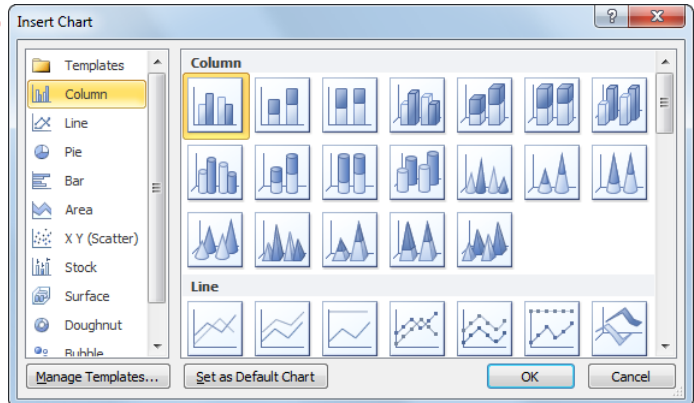 Insert Chart
Templates
Column
Line
Pie
Bar
Area
X Y (Scatter)
Stock
Surface
Doughnut
Bubble
Column
Line
Manage Templates...
Set as Default Chart
OK
Cancel